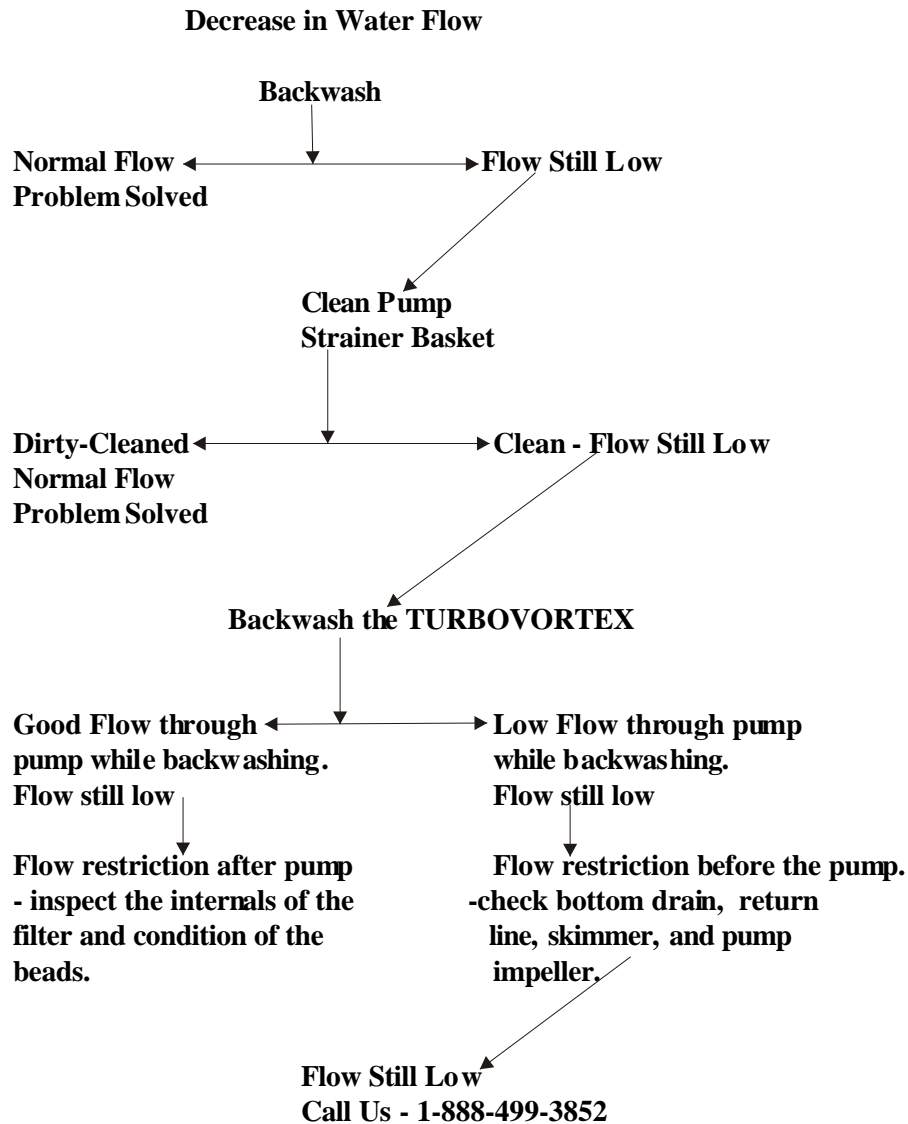 Decrease in Water Flow
Backwash
Normal Flow
Problem Solved
Flow Still Low
Clean Pump
Strainer Basket
Dirty-Cleaned
Normal Flow
Problem Solved
Clean - Flow Still Low
Backwash the TURBOVORTEX
Good Flow through
pump while backwashing.
Flow still low
Low Flow through pump
while backwashing.
Flow still low
Flow restriction after pump
- inspect the internals of the
filter and condition of the
beads.
Flow restriction before the pump.
-check bottom drain, return
line, skimmer, and pump
impeller.
Flow Still Low
Call Us - 1-888-499-3852